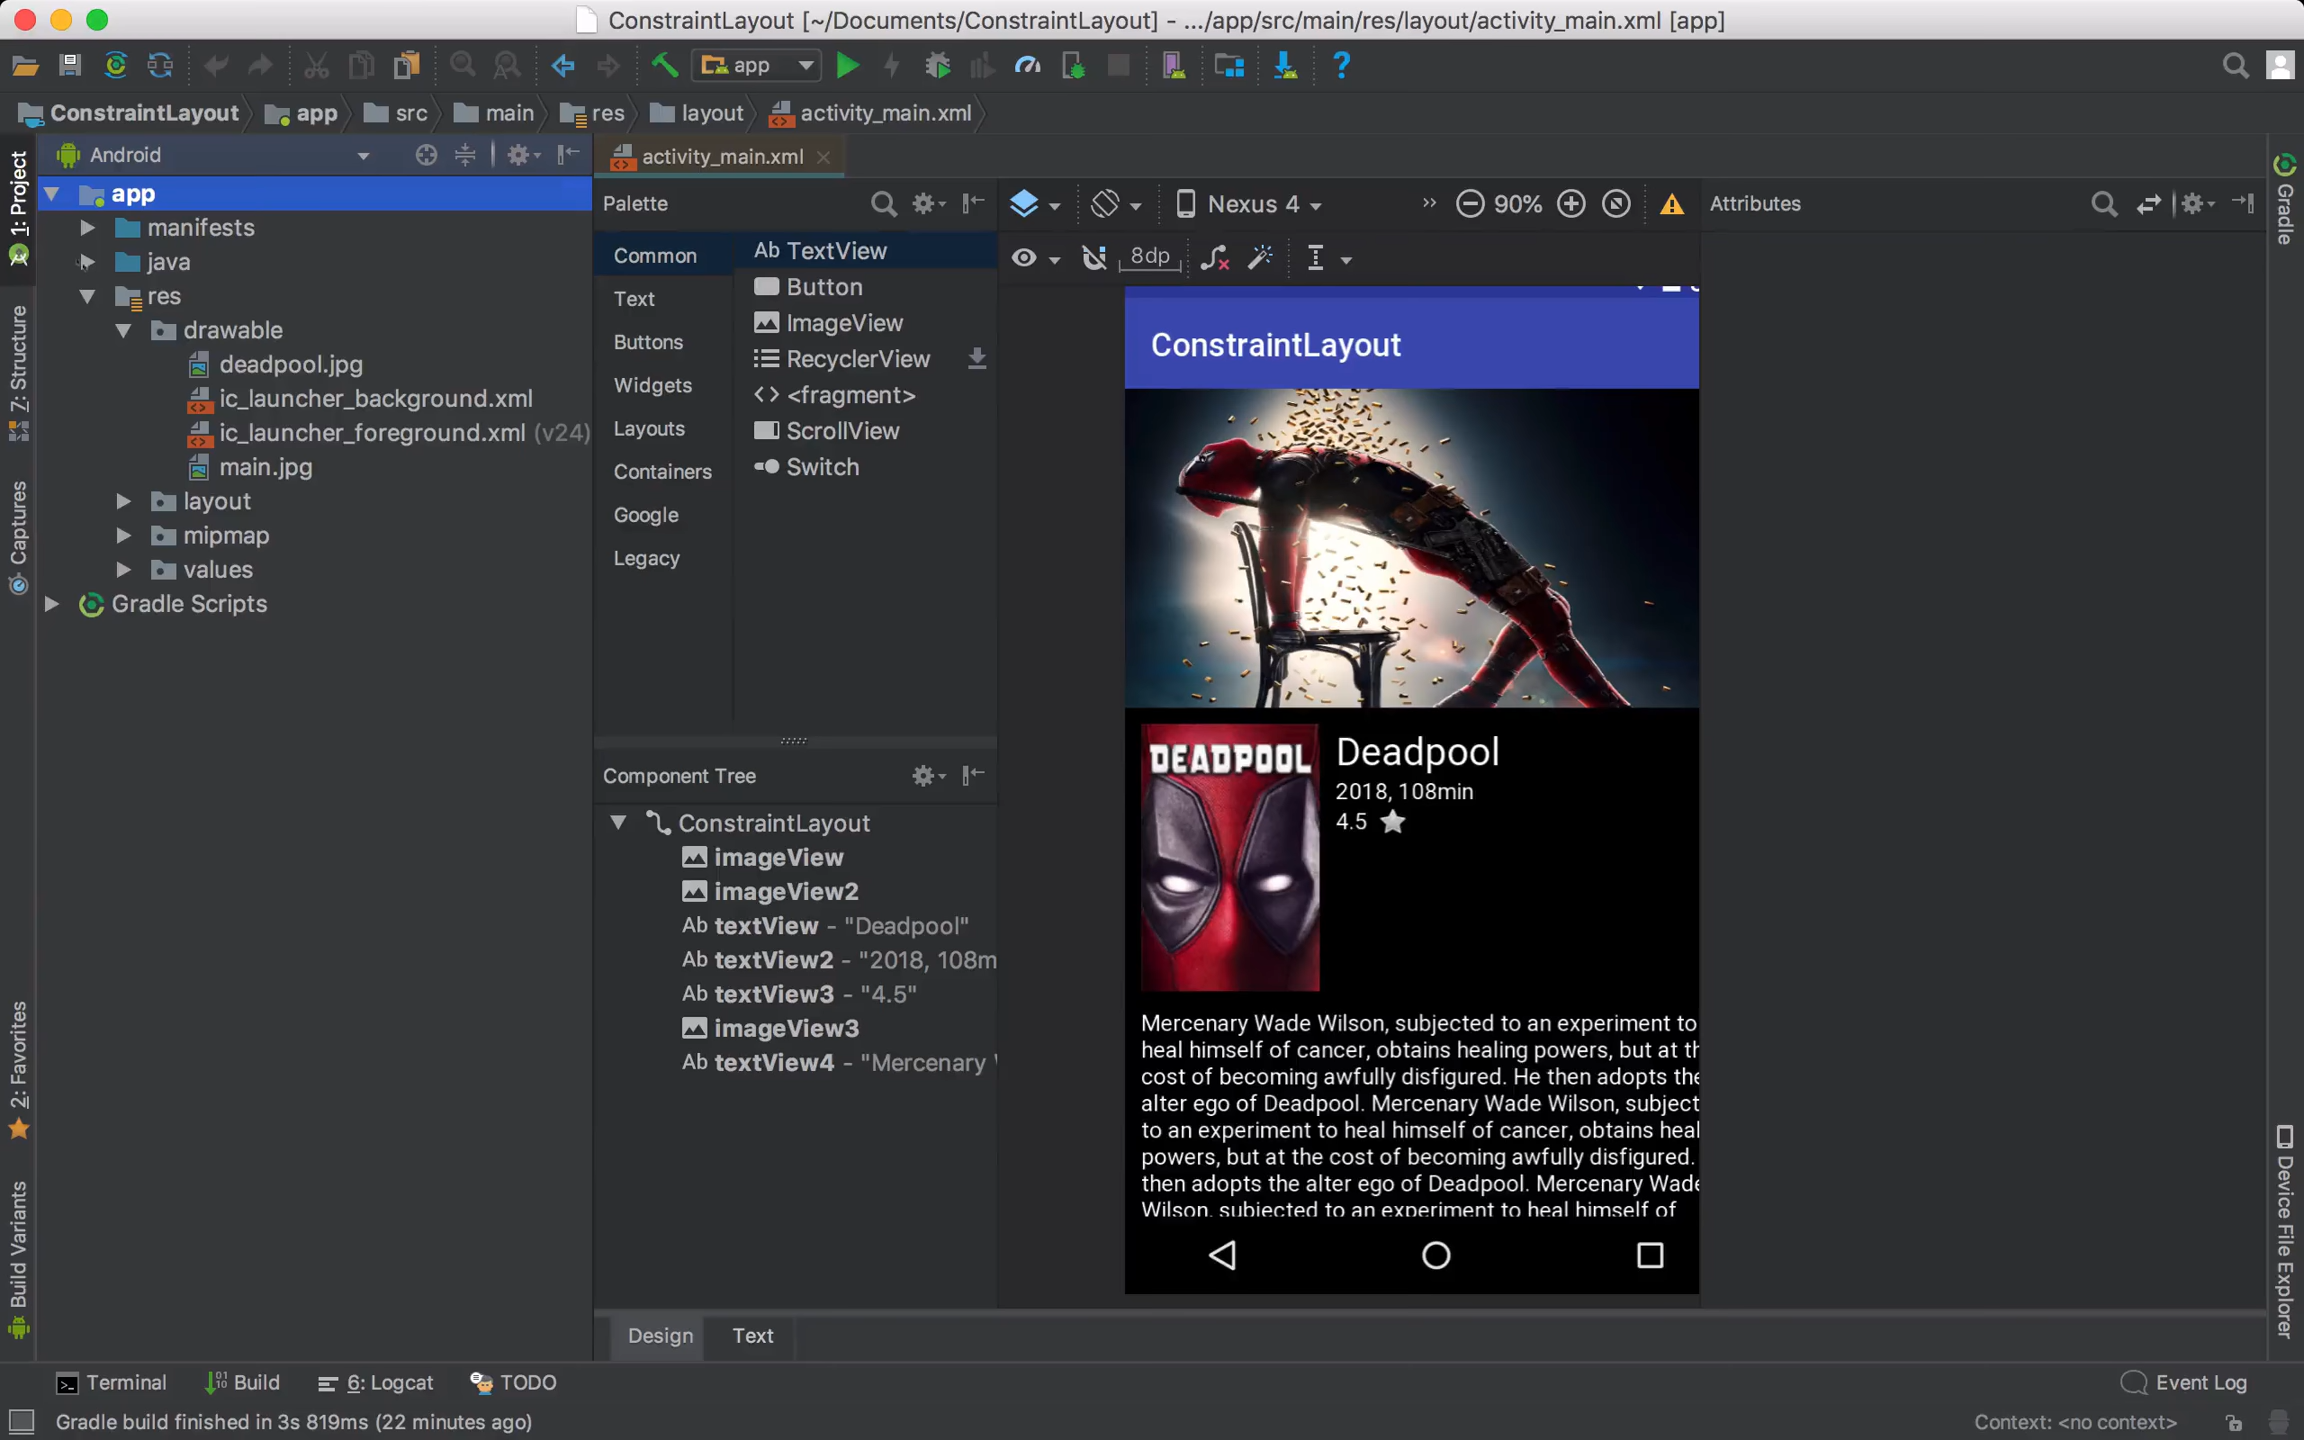 ConstraintLayout [~/Documents/ConstraintLayout] - .../app/src/main/res/layout/activity_main.xml [app]
app
ConstraintLayout app src main res layout activity_main.xml
Android
activity_main.xml
1: Project
Z: Structure
Captures
2: Favorites
Build Variants
app
manifests
java
res
drawable
deadpool.jpg
ic_launcher_background.xml
ic_launcher_foreground.xml (v24)
main.jpg
layout
mipmap
values
Gradle Scripts
Palette
Common
Text
Buttons
Widgets
Layouts
Containers
Google
Legacy
Ab TextView
Button
ImageView
RecyclerView
<> <fragment>
ScrollView
Switch
Component Tree
ConstraintLayout
imageView
imageView2
Ab textView - "Deadpool"
Ab textView2 - "2018, 108m
Ab textView3 - "4.5"
imageView3
Ab textView4 - "Mercenary
Nexus 4 » 90%
8dp
ConstraintLayout
DEADPOOL
Deadpool
2018, 108min
4.5
Mercenary Wade Wilson, subjected to an experiment to
heal himself of cancer, obtains healing powers, but at th
cost of becoming awfully disfigured. He then adopts the
alter ego of Deadpool. Mercenary Wade Wilson, subject
to an experiment to heal himself of cancer, obtains heal
powers, but at the cost of becoming awfully disfigured.
then adopts the alter ego of Deadpool. Mercenary Wade
Wilson, subjected to an experiment to heal himself of
Attributes
Gradle
Device File Explorer
Design Text
Terminal Build 6: Logcat TODO Event Log
Gradle build finished in 3s 819ms (22 minutes ago) Context: <no context>